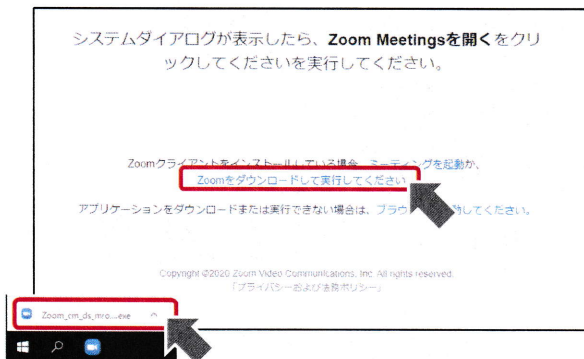 システムダイアログが表示したら、Zoom Meetingsを開くをクリ
ックしてくださいを実行してください。
Zoomクライアントをインストールしている場合、ミーティングを起動か、
Zoomをダウンロードして実行してください
アプリケーションをダウンロードまたは実行できない場合は、ブラウ 動してください。
Copyright ©2020 Zoom Video Communications, Inc. All rights reserved.
「プライバシーおよび法務ポリシー」
Zoom_cm_ds_mro....exe